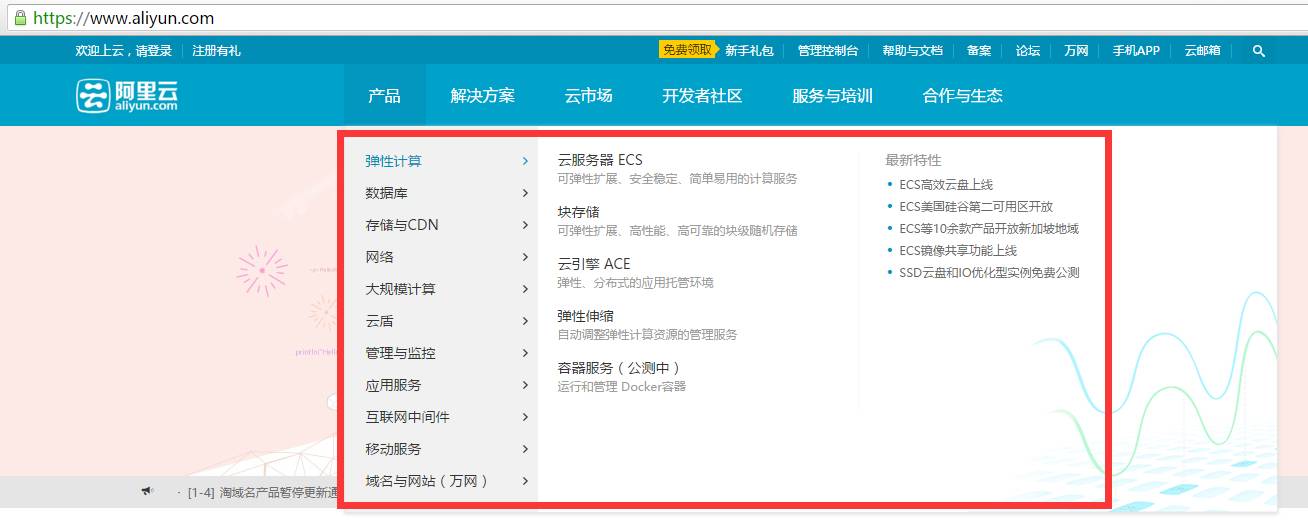 https://www.aliyun.com
欢迎上云，请登录 注册有礼 免费领取 新手礼包 管理控制台 帮助与文档 备案 论坛 万网 手机APP 云邮箱
阿里云
aliyun.com
产品 解决方案 云市场 开发者社区 服务与培训 合作与生态
弹性计算
数据库
存储与CDN
网络
大规模计算
云盾
管理与监控
应用服务
互联网中间件
移动服务
域名与网站（万网）
云服务器 ECS
可弹性扩展、安全稳定、简单易用的计算服务
块存储
可弹性扩展、高性能、高可靠的块级随机存储
云引擎 ACE
弹性、分布式的应用托管环境
弹性伸缩
自动调整弹性计算资源的管理服务
容器服务（公测中）
运行和管理 Docker容器
最新特性
ECS高效云盘上线
ECS美国硅谷第二可用区开放
ECS等10余款产品开放新加坡地域
ECS镜像共享功能上线
SSD云盘和IO优化型实例免费公测
println("Hello
· [1-4] 淘域名产品暂停更新通